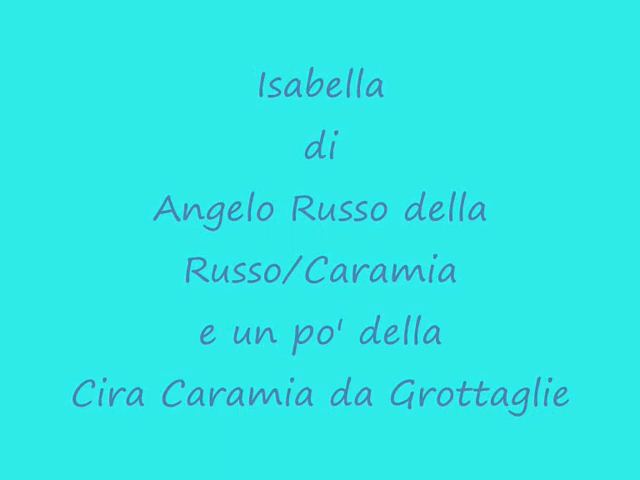 Isabella
di
Angelo Russo della
Russo/Caramia
e un po' della
Cira Caramia da Grottaglie